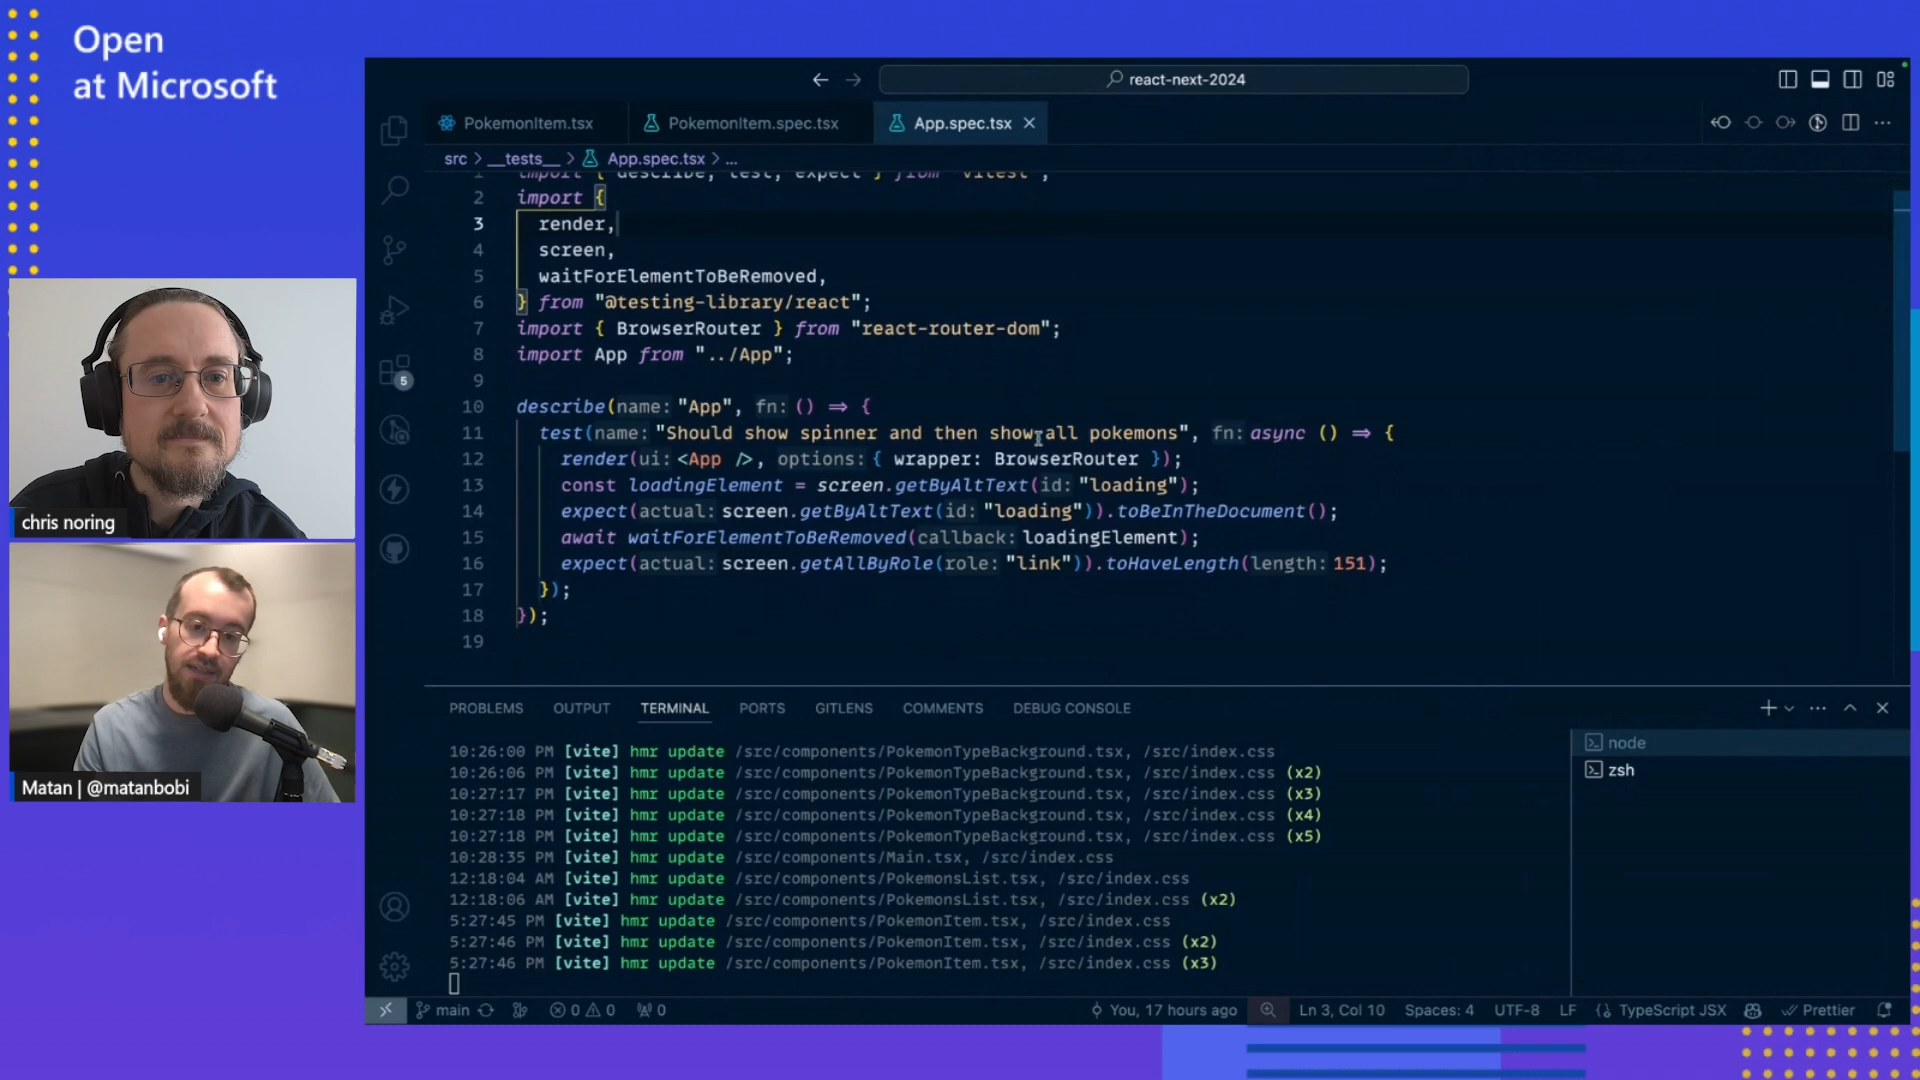 Open
at Microsoft
react-next-2024
PokemonItem.tsx
PokemonItem.spec.tsx
App.spec.tsx
src > __tests__ > App.spec.tsx > ...
1 import { describe, test, expect } from "vitest";
2 import {
3 render,
4 screen,
5 waitForElementToBeRemoved,
6 } from "@testing-library/react";
7 import { BrowserRouter } from "react-router-dom";
8 import App from "../App";
9
10 describe(name: "App", fn: () => {
11 test(name: "Should show spinner and then show all pokemons", fn: async () => {
12 render(ui: <App />, options: { wrapper: BrowserRouter });
13 const loadingElement = screen.getByAltText(id: "loading");
14 expect(actual: screen.getByAltText(id: "loading")).toBeInTheDocument();
15 await waitForElementToBeRemoved(callback: loadingElement);
16 expect(actual: screen.getAllByRole(role: "link")).toHaveLength(length: 151);
17 });
18 });
19
5
chris noring
Matan | @matanbobi
PROBLEMS OUTPUT TERMINAL PORTS GITLENS COMMENTS DEBUG CONSOLE
10:26:00 PM [vite] hmr update /src/components/PokemonTypeBackground.tsx, /src/index.css
10:26:06 PM [vite] hmr update /src/components/PokemonTypeBackground.tsx, /src/index.css (x2)
10:27:17 PM [vite] hmr update /src/components/PokemonTypeBackground.tsx, /src/index.css (x3)
10:27:18 PM [vite] hmr update /src/components/PokemonTypeBackground.tsx, /src/index.css (x4)
10:27:18 PM [vite] hmr update /src/components/PokemonTypeBackground.tsx, /src/index.css (x5)
10:28:35 PM [vite] hmr update /src/components/Main.tsx, /src/index.css
12:18:04 AM [vite] hmr update /src/components/PokemonsList.tsx, /src/index.css
12:18:06 AM [vite] hmr update /src/components/PokemonsList.tsx, /src/index.css (x2)
5:27:45 PM [vite] hmr update /src/components/PokemonItem.tsx, /src/index.css
5:27:46 PM [vite] hmr update /src/components/PokemonItem.tsx, /src/index.css (x2)
5:27:46 PM [vite] hmr update /src/components/PokemonItem.tsx, /src/index.css (x3)
node
zsh
main 0 0 0 You, 17 hours ago Ln 3, Col 10 Spaces: 4 UTF-8 LF TypeScript JSX Prettier